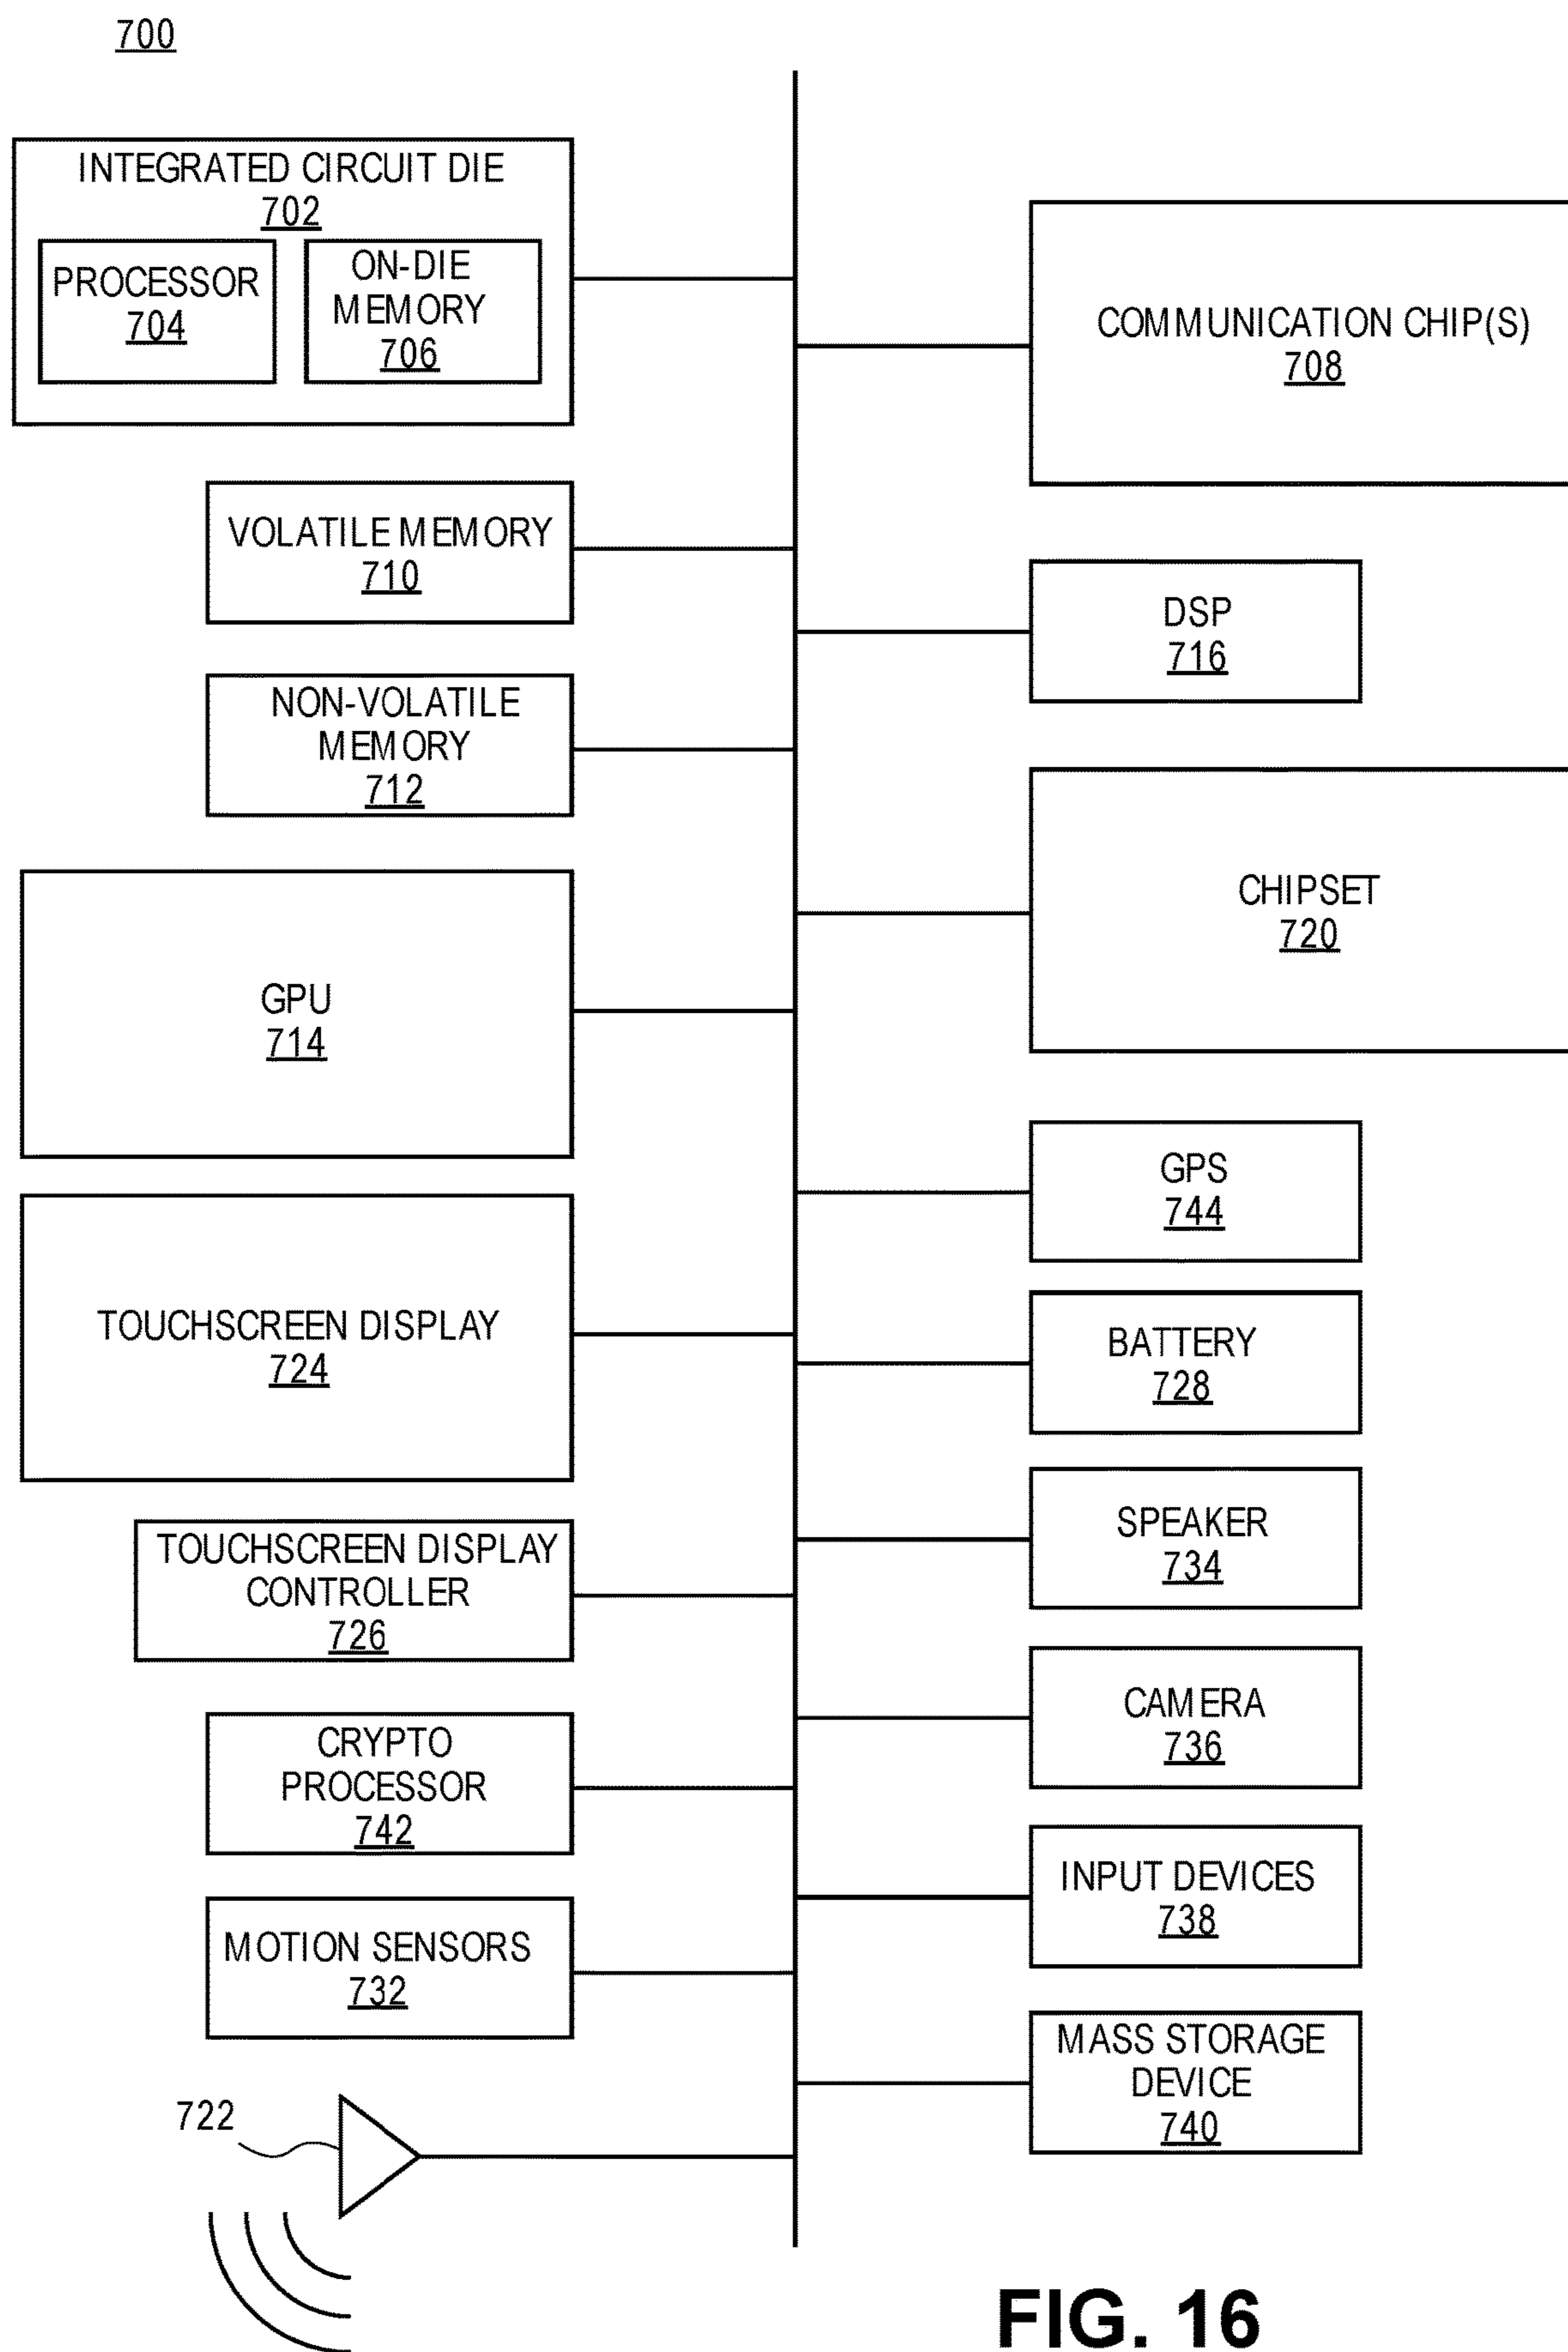 700
INTEGRATED CIRCUIT DIE
702
PROCESSOR
704
ON-DIE
MEMORY
706
VOLATILE MEMORY
710
NON-VOLATILE
MEMORY
712
GPU
714
TOUCHSCREEN DISPLAY
724
TOUCHSCREEN DISPLAY
CONTROLLER
726
CRYPTO
PROCESSOR
742
MOTION SENSORS
732
722
COMMUNICATION CHIP(S)
708
DSP
716
CHIPSET
720
GPS
744
BATTERY
728
SPEAKER
734
CAMERA
736
INPUT DEVICES
738
MASS STORAGE
DEVICE
740
FIG. 16